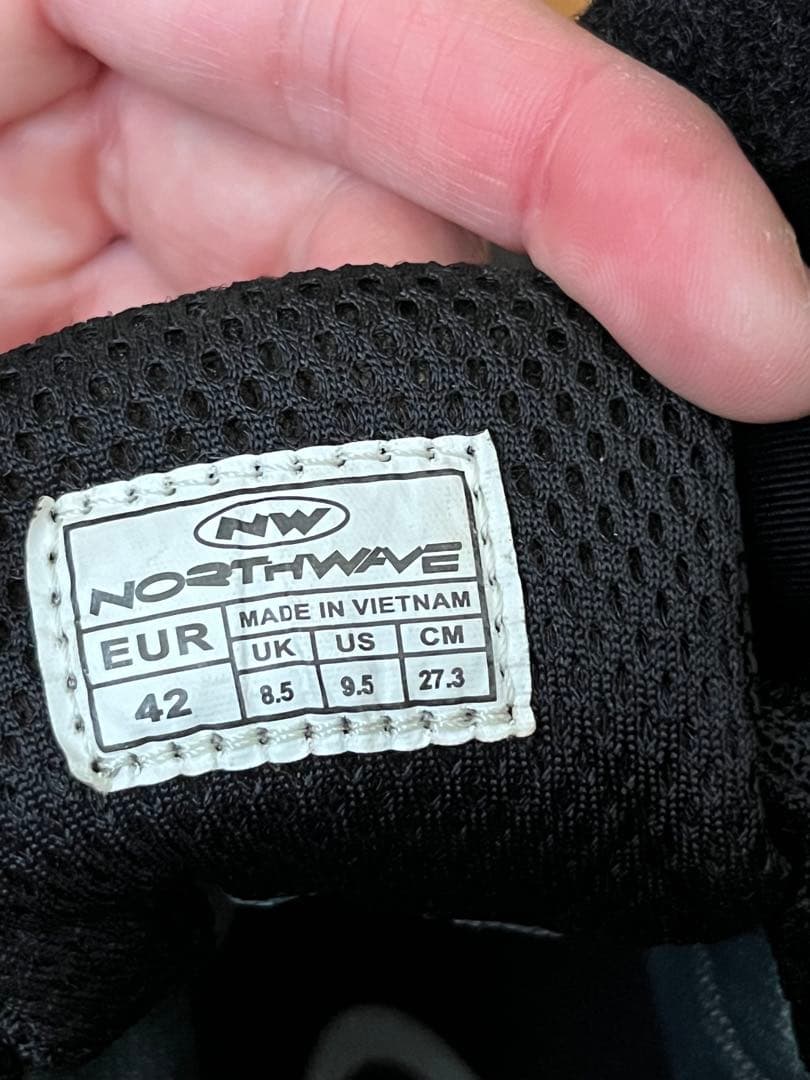 NW
NORTHWAVE
MADE IN VIETNAM
EUR UK US CM
42 8.5 9.5 27.3